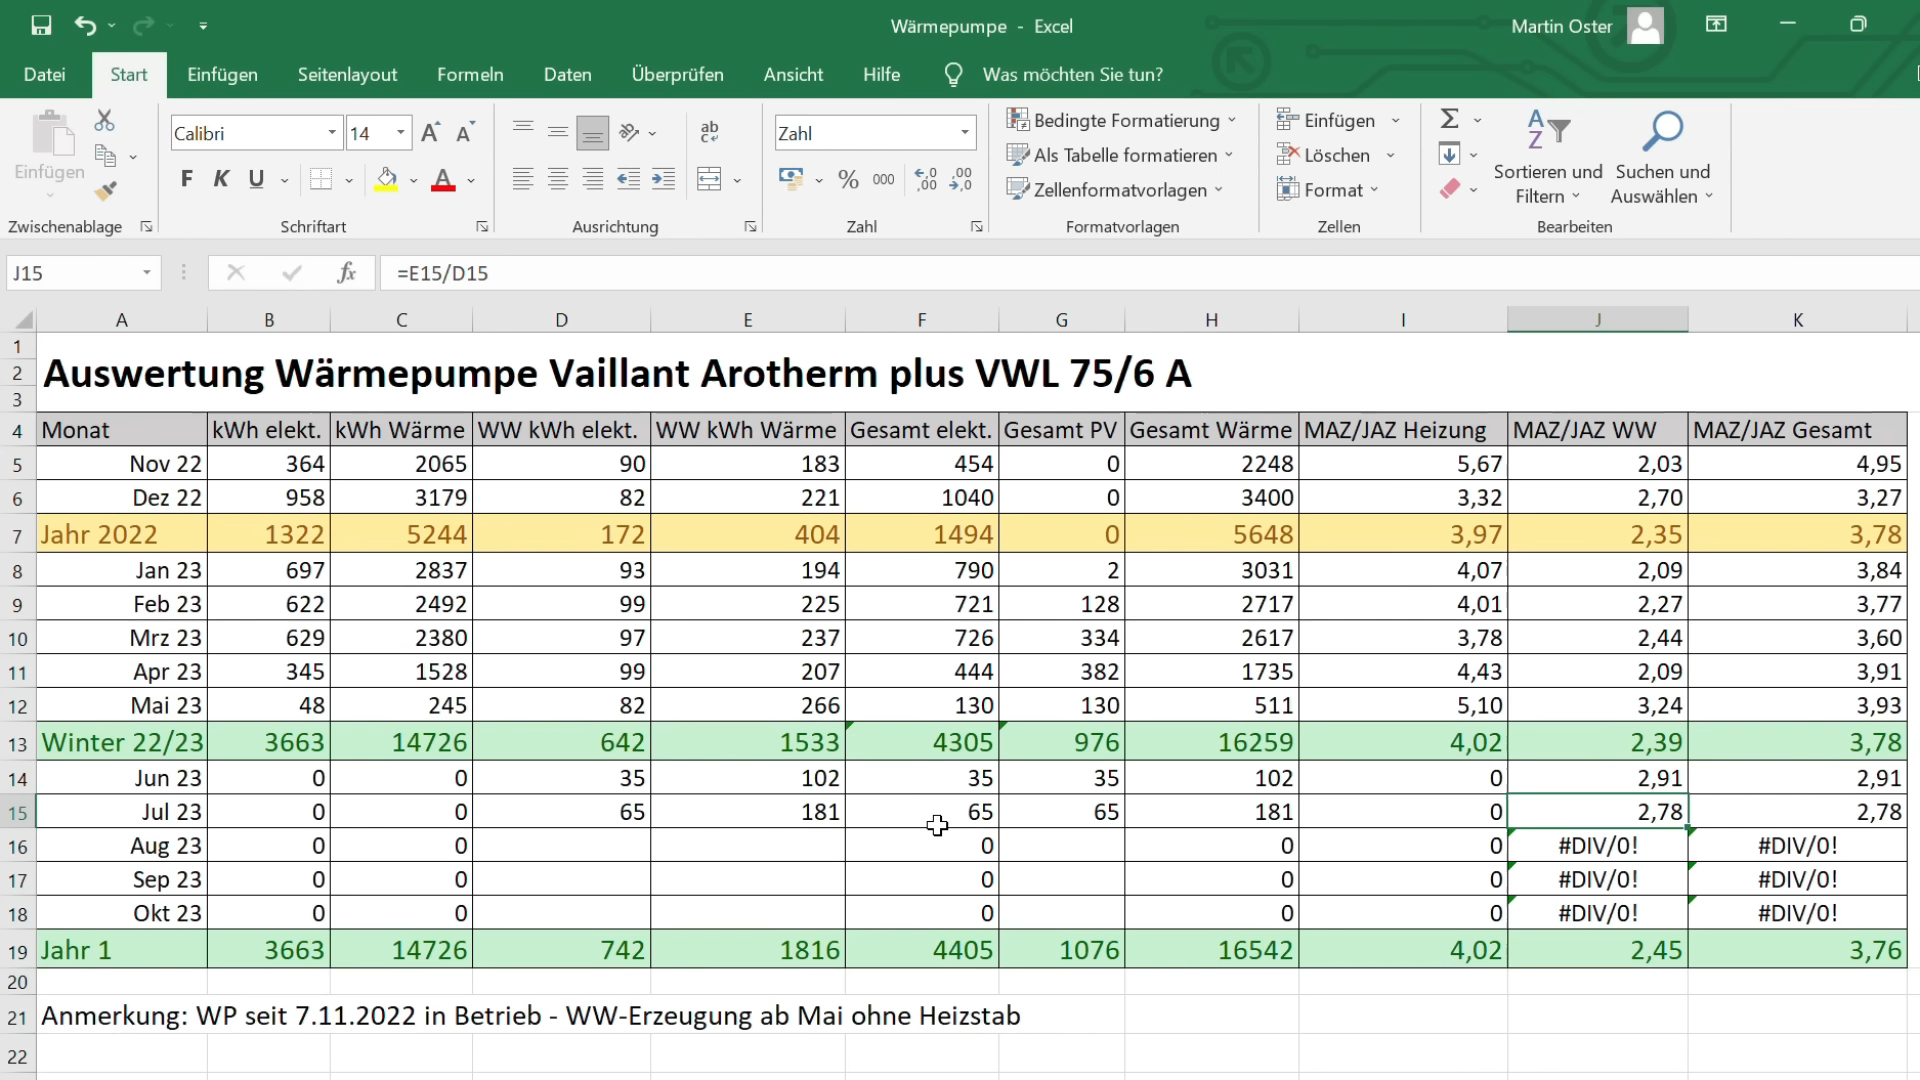 Wärmepumpe - Excel
Martin Oster
Datei Start Einfügen Seitenlayout Formeln Daten Überprüfen Ansicht Hilfe Was möchten Sie tun?
Einfügen
Calibri 14
F K U
Zahl
% 000
Bedingte Formatierung
Als Tabelle formatieren
Zellenformatvorlagen
Einfügen
Löschen
Format
Sortieren und Filtern
Suchen und Auswählen
Zwischenablage Schriftart Ausrichtung Zahl Formatvorlagen Zellen Bearbeiten
J15 fx =E15/D15
A B C D E F G H I J K
1
2 Auswertung Wärmepumpe Vaillant Arotherm plus VWL 75/6 A
3
4 Monat kWh elekt. kWh Wärme WW kWh elekt. WW kWh Wärme Gesamt elekt. Gesamt PV Gesamt Wärme MAZ/JAZ Heizung MAZ/JAZ WW MAZ/JAZ Gesamt
5 Nov 22 364 2065 90 183 454 0 2248 5,67 2,03 4,95
6 Dez 22 958 3179 82 221 1040 0 3400 3,32 2,70 3,27
7 Jahr 2022 1322 5244 172 404 1494 0 5648 3,97 2,35 3,78
8 Jan 23 697 2837 93 194 790 2 3031 4,07 2,09 3,84
9 Feb 23 622 2492 99 225 721 128 2717 4,01 2,27 3,77
10 Mrz 23 629 2380 97 237 726 334 2617 3,78 2,44 3,60
11 Apr 23 345 1528 99 207 444 382 1735 4,43 2,09 3,91
12 Mai 23 48 245 82 266 130 130 511 5,10 3,24 3,93
13 Winter 22/23 3663 14726 642 1533 4305 976 16259 4,02 2,39 3,78
14 Jun 23 0 0 35 102 35 35 102 0 2,91 2,91
15 Jul 23 0 0 65 181 65 65 181 0 2,78 2,78
16 Aug 23 0 0 0 0 0 #DIV/0! #DIV/0!
17 Sep 23 0 0 0 0 0 #DIV/0! #DIV/0!
18 Okt 23 0 0 0 0 0 #DIV/0! #DIV/0!
19 Jahr 1 3663 14726 742 1816 4405 1076 16542 4,02 2,45 3,76
20
21 Anmerkung: WP seit 7.11.2022 in Betrieb - WW-Erzeugung ab Mai ohne Heizstab
22